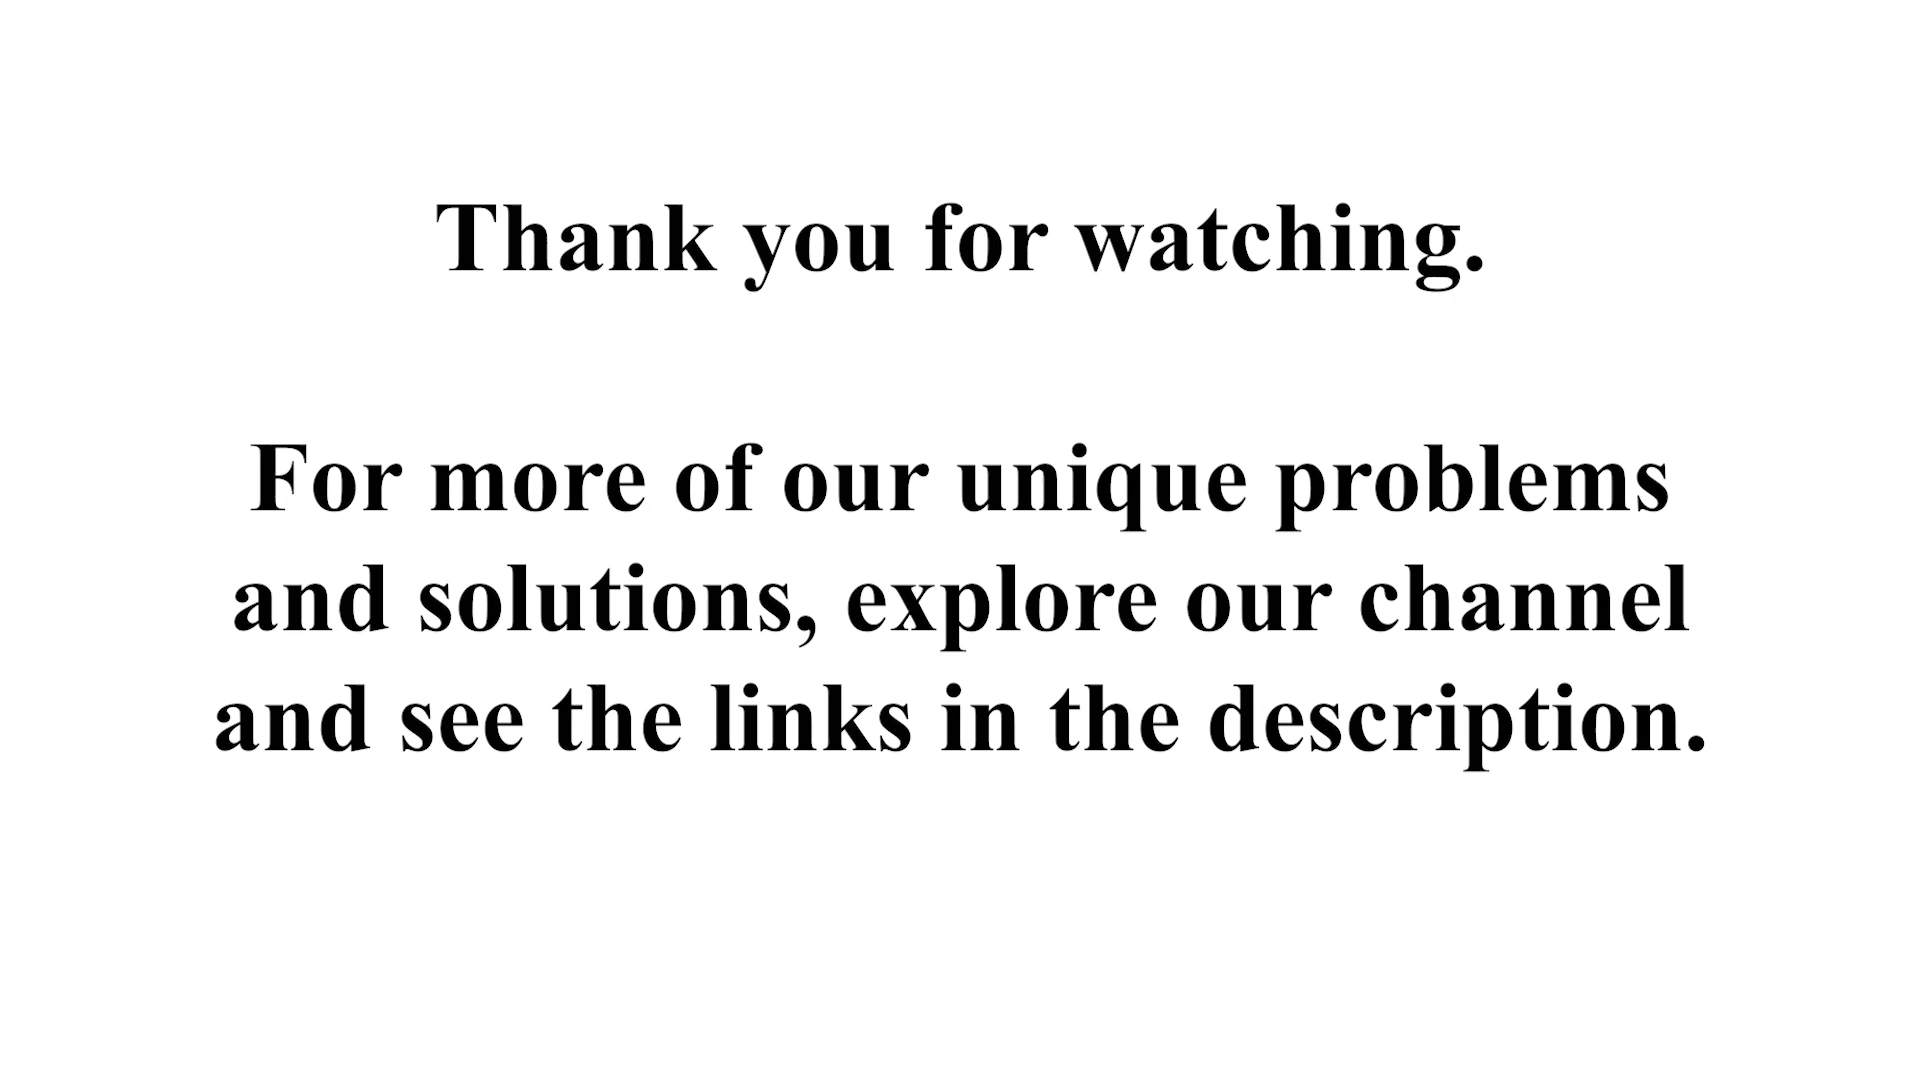 Thank you for watching.
For more of our unique problems
and solutions, explore our channel
and see the links in the description.